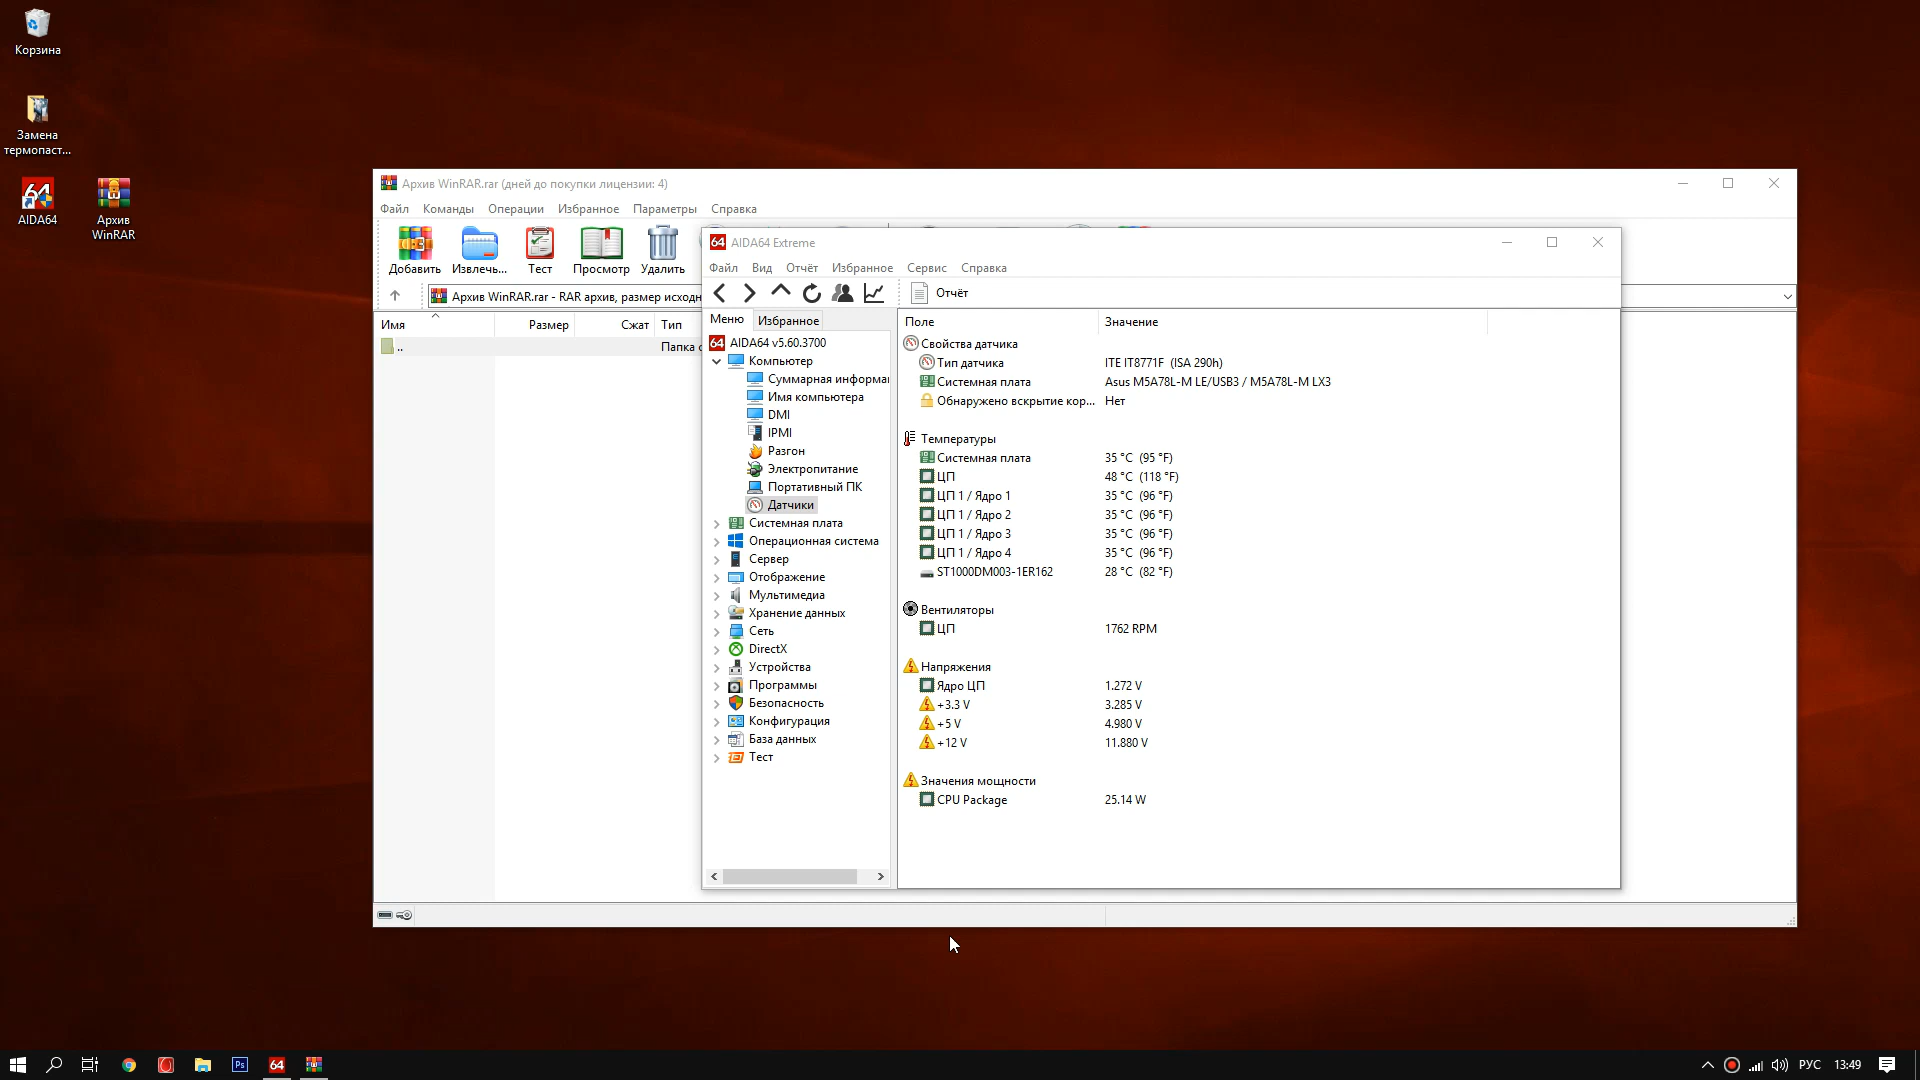 Корзина
Замена
термопаст...
64
AIDA64
Архив
WinRAR
Архив WinRAR.rar (дней до покупки лицензии: 4)
Файл Команды Операции Избранное Параметры Справка
Добавить Извлечь... Тест Просмотр Удалить
Архив WinRAR.rar - RAR архив, размер исходн
Имя Размер Сжат Тип
.. Папка с
64 AIDA64 Extreme
Файл Вид Отчёт Избранное Сервис Справка
Отчёт
Меню Избранное
64 AIDA64 v5.60.3700
Компьютер
Суммарная информа
Имя компьютера
DMI
IPMI
Разгон
Электропитание
Портативный ПК
Датчики
Системная плата
Операционная система
Сервер
Отображение
Мультимедиа
Хранение данных
Сеть
DirectX
Устройства
Программы
Безопасность
Конфигурация
База данных
Тест
Поле Значение
Свойства датчика
Тип датчика ITE IT8771F (ISA 290h)
Системная плата Asus M5A78L-M LE/USB3 / M5A78L-M LX3
Обнаружено вскрытие кор... Нет
Температуры
Системная плата 35 °C (95 °F)
ЦП 48 °C (118 °F)
ЦП 1 / Ядро 1 35 °C (96 °F)
ЦП 1 / Ядро 2 35 °C (96 °F)
ЦП 1 / Ядро 3 35 °C (96 °F)
ЦП 1 / Ядро 4 35 °C (96 °F)
ST1000DM003-1ER162 28 °C (82 °F)
Вентиляторы
ЦП 1762 RPM
Напряжения
Ядро ЦП 1.272 V
+3.3 V 3.285 V
+5 V 4.980 V
+12 V 11.880 V
Значения мощности
CPU Package 25.14 W
Ps 64 РУС 13:49